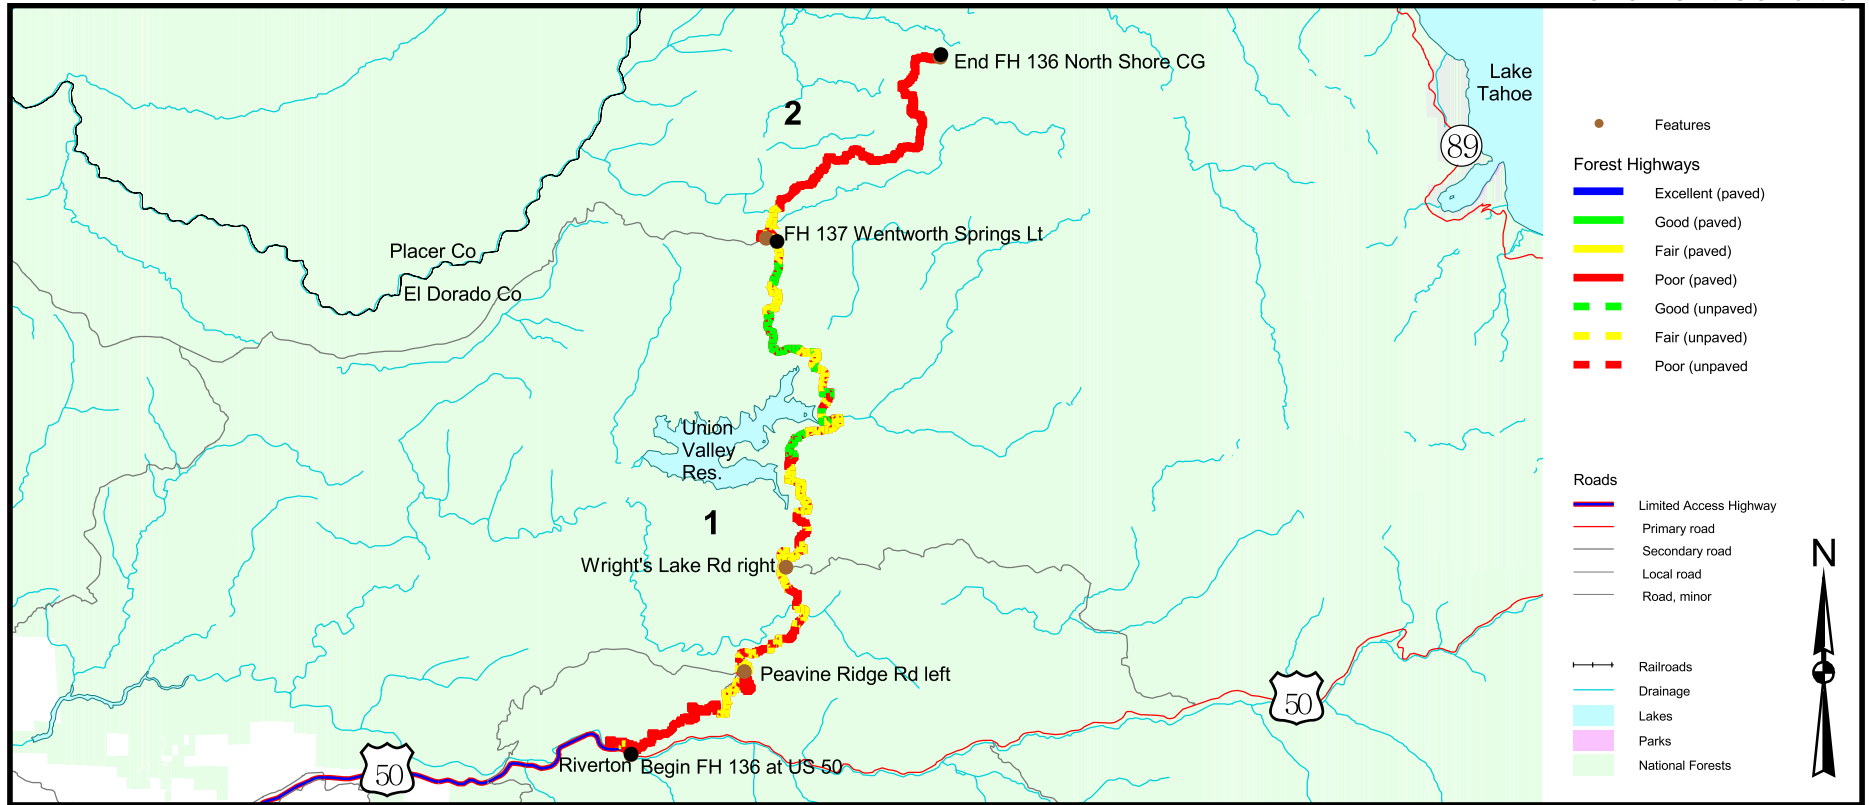 End FH 136 North Shore CG
Lake
Tahoe
2
89
FH 137 Wentworth Springs Lt
Placer Co
El Dorado Co
Union
Valley
Res.
1
Wright's Lake Rd right
Peavine Ridge Rd left
50
Riverton
Begin FH 136 at US 50
50
Features
Forest Highways
Excellent (paved)
Good (paved)
Fair (paved)
Poor (paved)
Good (unpaved)
Fair (unpaved)
Poor (unpaved
Roads
Limited Access Highway
Primary road
Secondary road
Local road
Road, minor
Railroads
Drainage
Lakes
Parks
National Forests
N